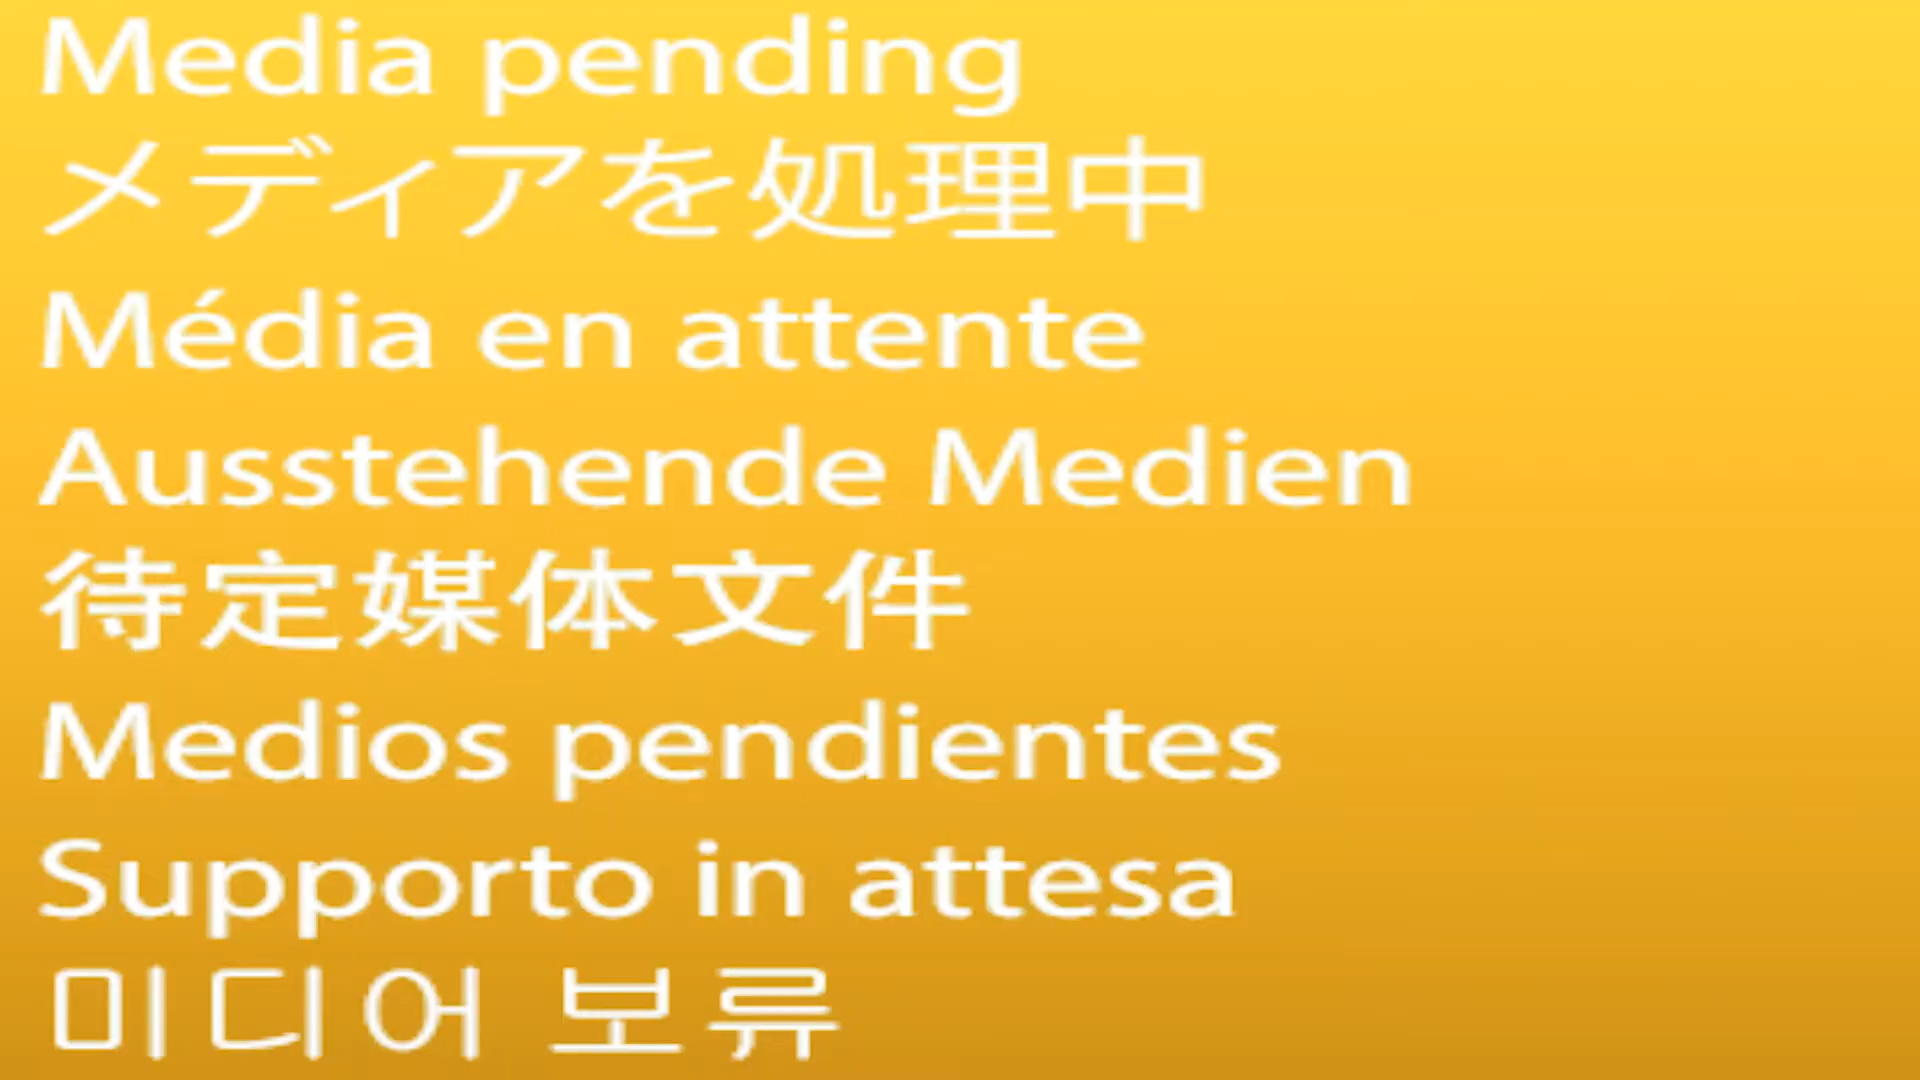 Media pending
メディアを処理中
Média en attente
Ausstehende Medien
待定媒体文件
Medios pendientes
Supporto in attesa
미디어 보류